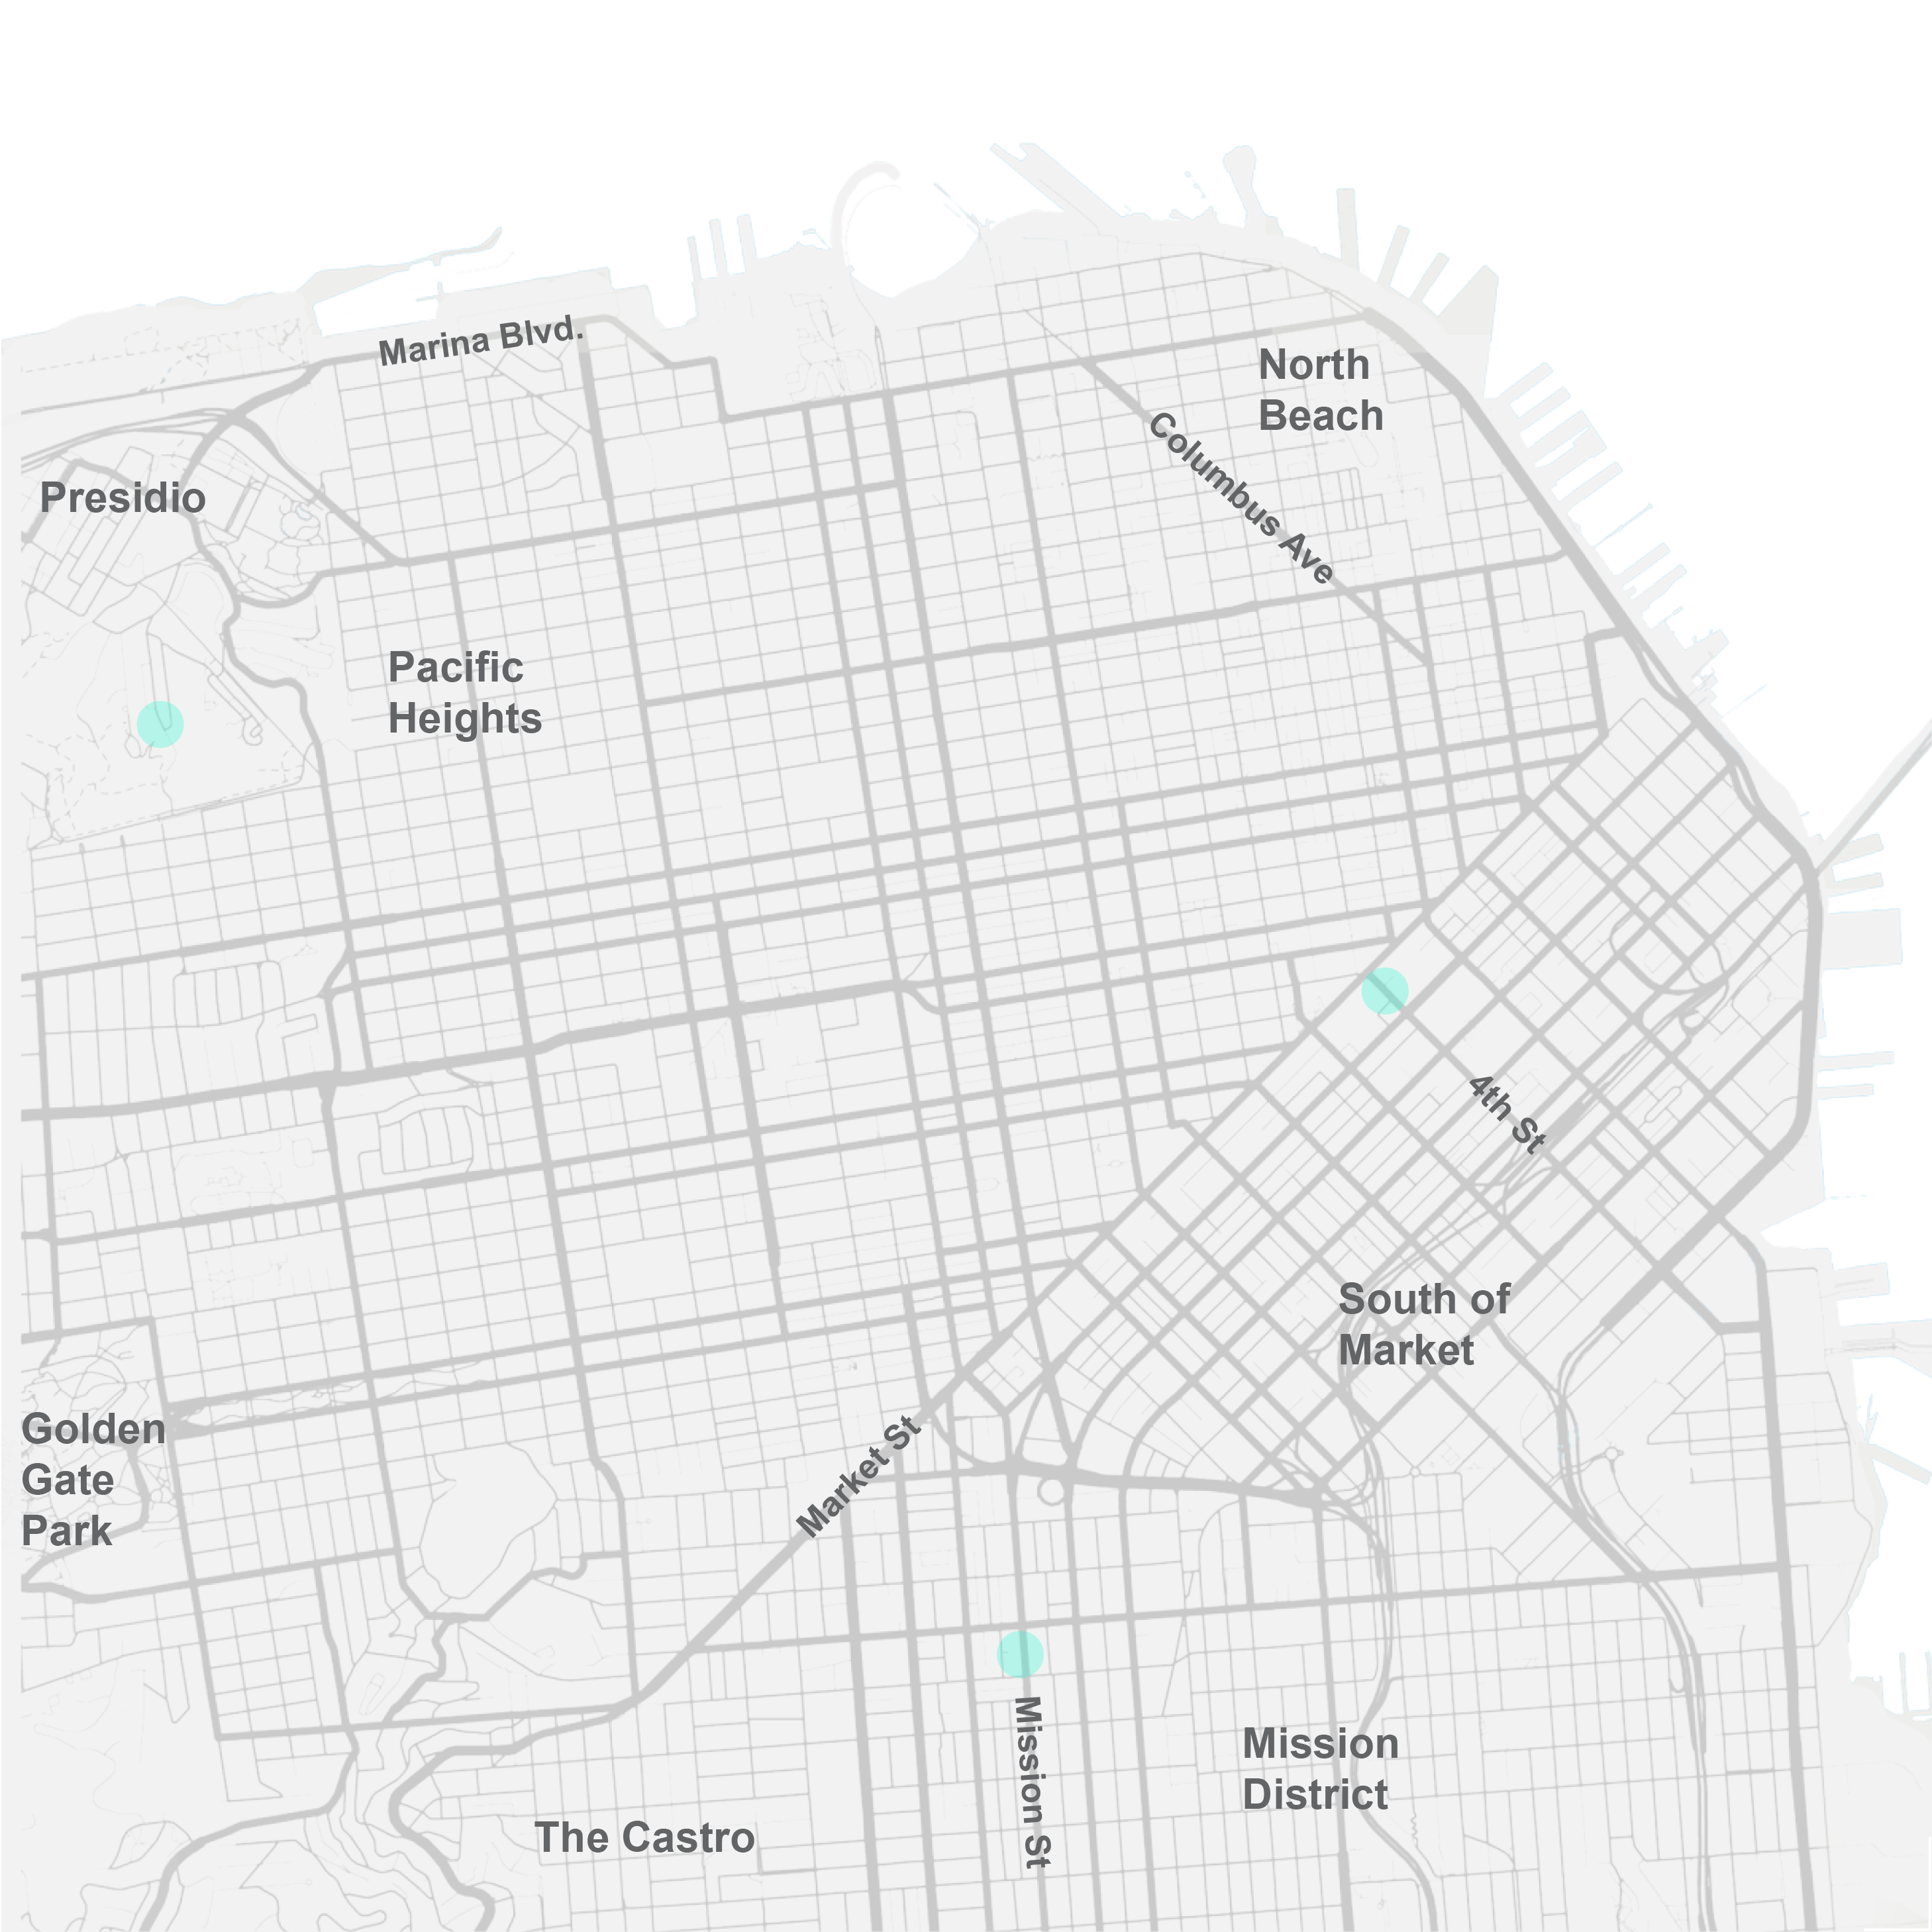 Marina Blvd.
North
Beach
Columbus Ave
Presidio
Pacific
Heights
4th St
South of
Market
Golden
Gate
Park
Market St
Mission St
Mission
District
The Castro